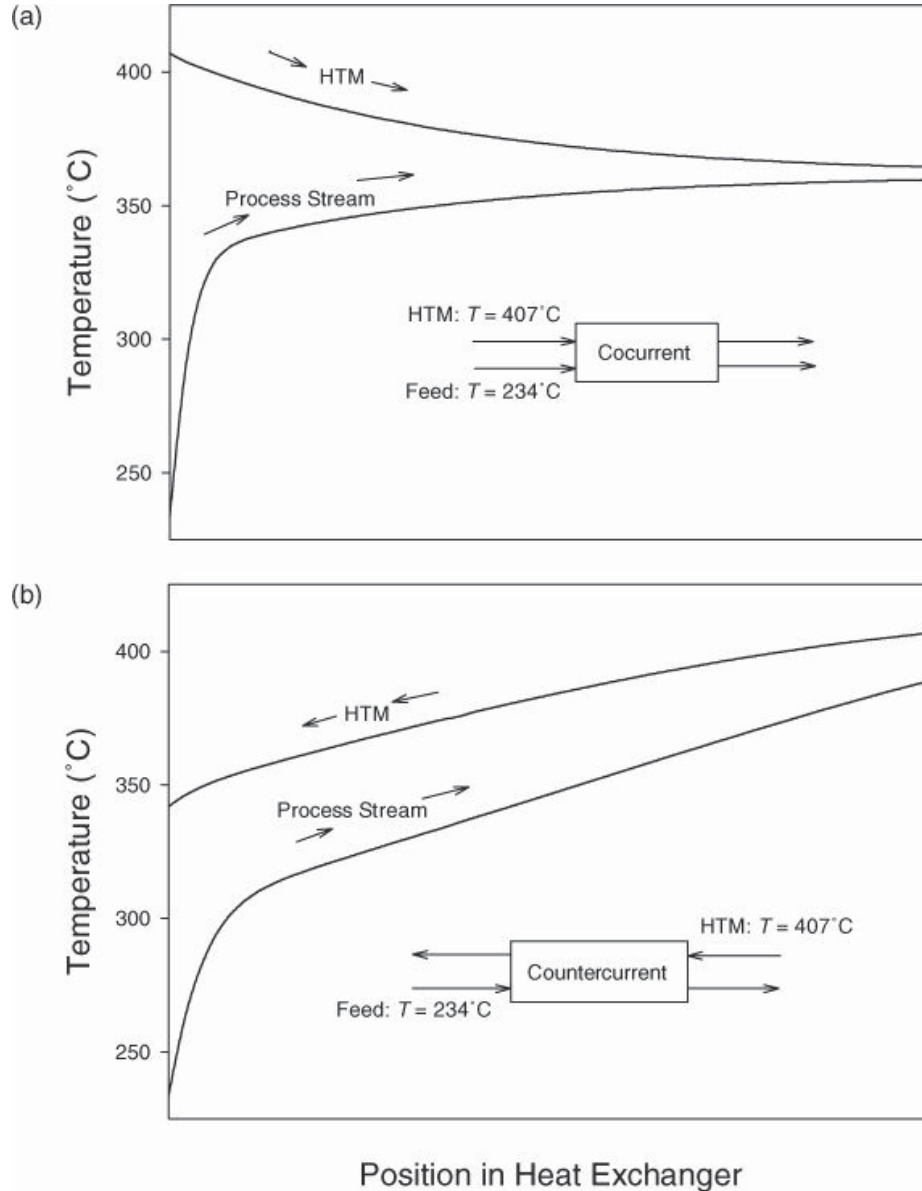 (a)
400
350
300
250
Temperature (˚C)
HTM
Process Stream
HTM: T = 407˚C
Cocurrent
Feed: T = 234˚C
(b)
400
350
300
250
Temperature (˚C)
HTM
Process Stream
HTM: T = 407˚C
Countercurrent
Feed: T = 234˚C
Position in Heat Exchanger